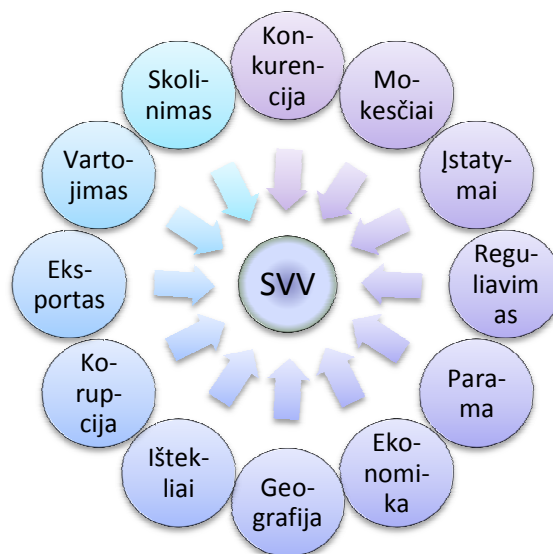 Kon-
kuren-
cija
Mo-
kesčiai
Įstaty-
mai
Regu-
liavim
as
Para-
ma
Eko-
nomi-
ka
Geo-
grafija
Ištek-
liai
Ko-
rup-
cija
Eks-
portas
Varto-
jimas
Skoli-
nimas
SVV